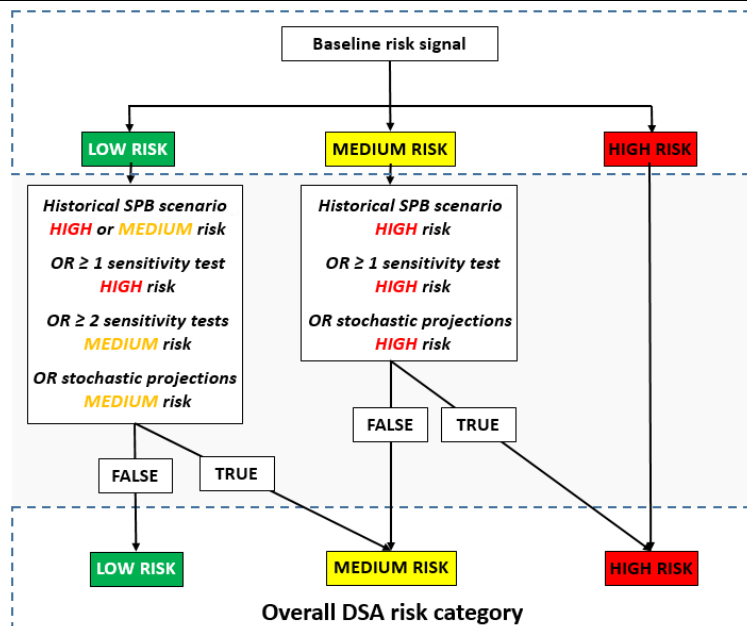 Baseline risk signal
LOW RISK
MEDIUM RISK
HIGH RISK
Historical SPB scenario
HIGH or MEDIUM risk
OR ≥ 1 sensitivity test
HIGH risk
OR ≥ 2 sensitivity tests
MEDIUM risk
OR stochastic projections
MEDIUM risk
Historical SPB scenario
HIGH risk
OR ≥ 1 sensitivity test
HIGH risk
OR stochastic projections
HIGH risk
FALSE
TRUE
FALSE
TRUE
LOW RISK
MEDIUM RISK
HIGH RISK
Overall DSA risk category